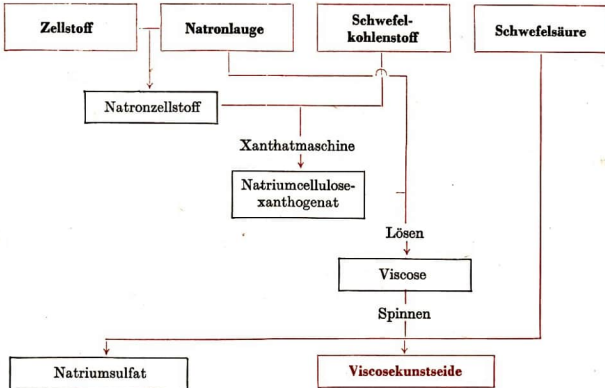 Zellstoff
Natronlauge
Schwefel-
kohlenstoff
Schwefelsäure
Natronzellstoff
Xanthatmaschine
Natriumcellulose-
xanthogenat
Lösen
Viscose
Spinnen
Natriumsulfat
Viscosekunstseide